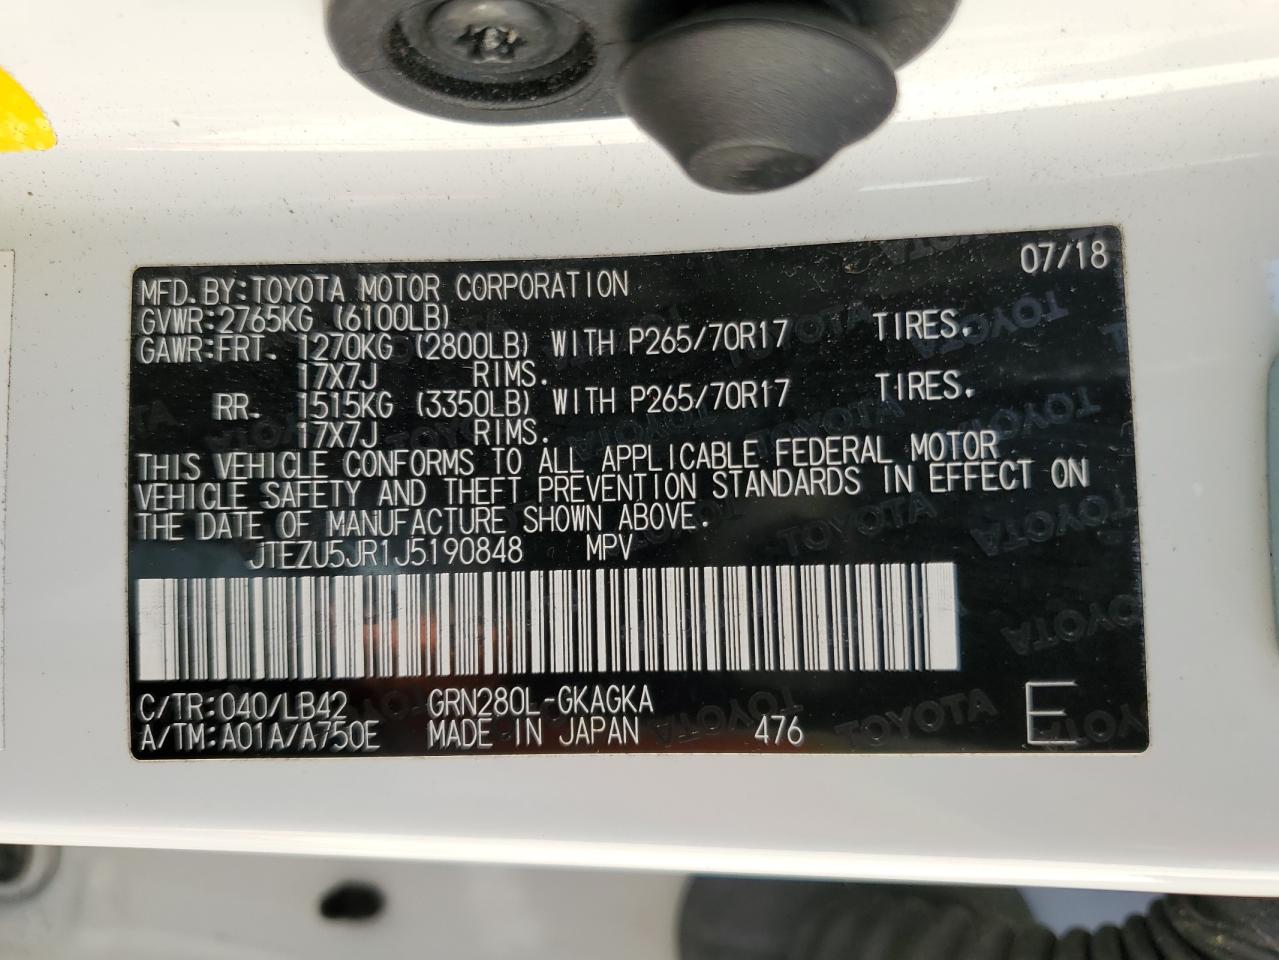 07/18
MFD.BY:TOYOTA MOTOR CORPORATION
GVWR:2765KG (6100LB)
GAWR:FRT. 1270KG (2800LB) WITH P265/70R17 TIRES.
17X7J RIMS.
RR. 1515KG (3350LB) WITH P265/70R17 TIRES.
17X7J RIMS.
THIS VEHICLE CONFORMS TO ALL APPLICABLE FEDERAL MOTOR
VEHICLE SAFETY AND THEFT PREVENTION STANDARDS IN EFFECT ON
THE DATE OF MANUFACTURE SHOWN ABOVE.
JTEZU5JR1J5190848 MPV
C/TR:040/LB42 GRN280L-GKAGKA
A/TM:A01A/A750E MADE IN JAPAN 476 E